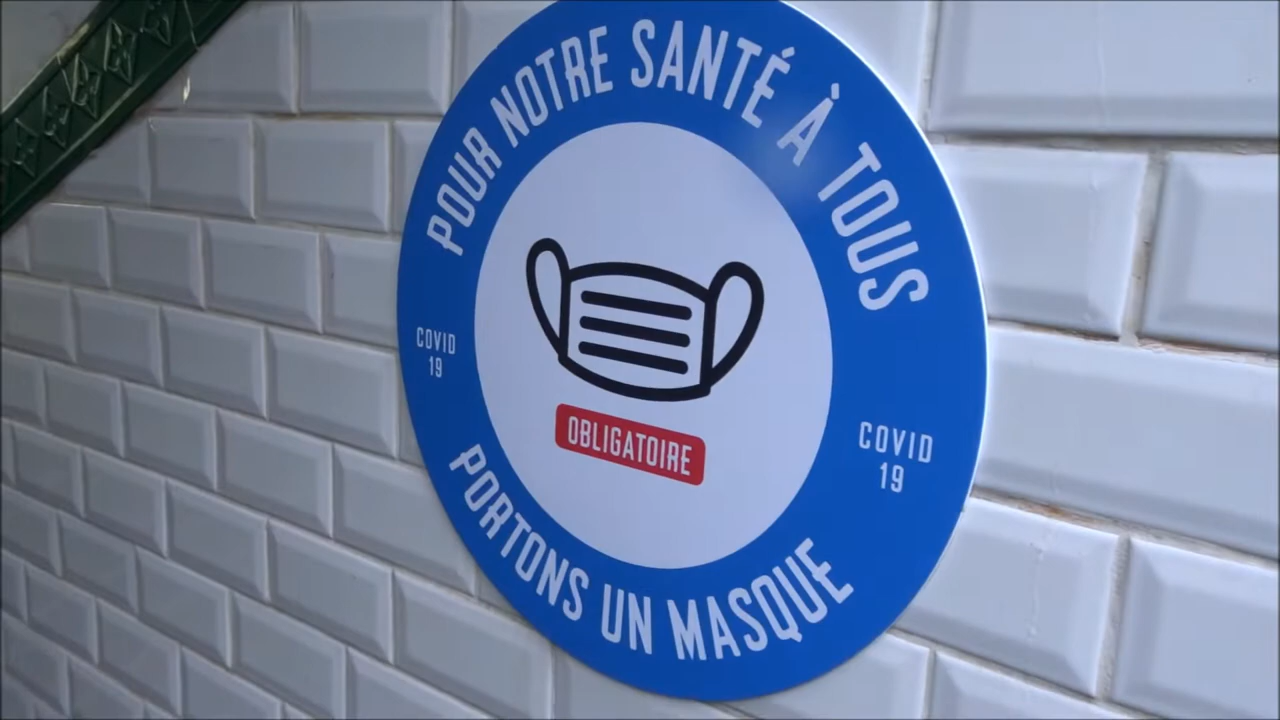 POUR NOTRE SANTÉ À TOUS
COVID
19
OBLIGATOIRE
COVID
19
PORTONS UN MASQUE